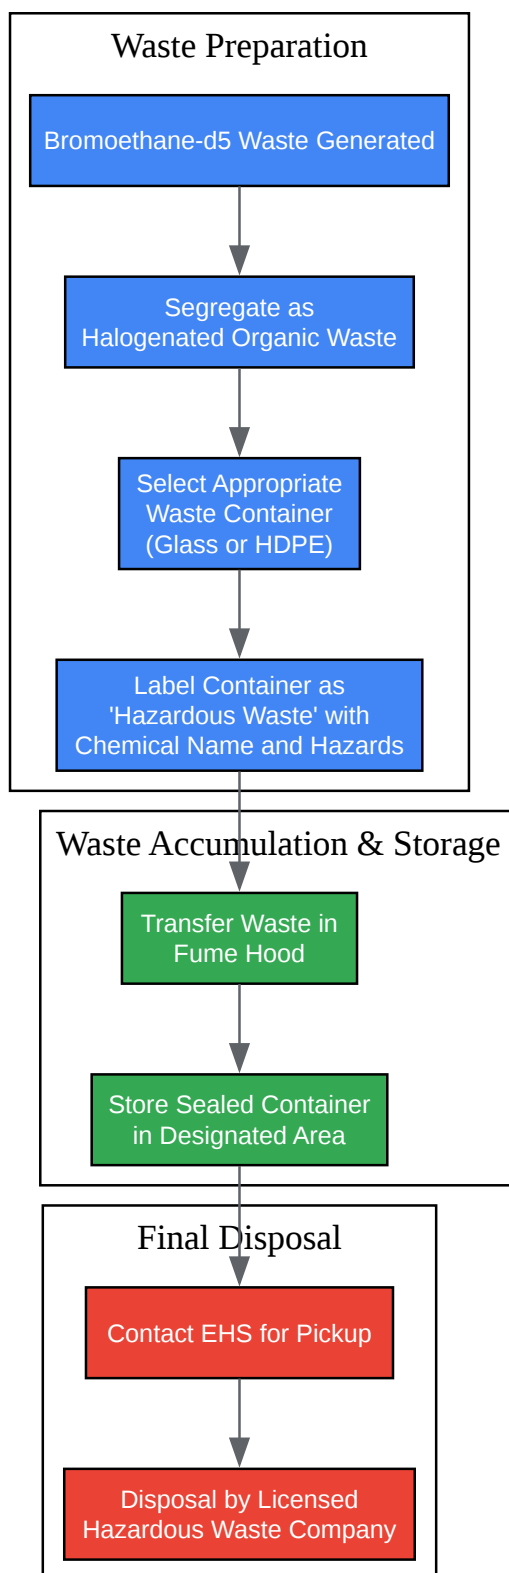 Waste Preparation
Bromoethane-d5 Waste Generated
Segregate as
Halogenated Organic Waste
Select Appropriate
Waste Container
(Glass or HDPE)
Label Container as
'Hazardous Waste' with
Chemical Name and Hazards
Waste Accumulation & Storage
Transfer Waste in
Fume Hood
Store Sealed Container
in Designated Area
Final Disposal
Contact EHS for Pickup
Disposal by Licensed
Hazardous Waste Company